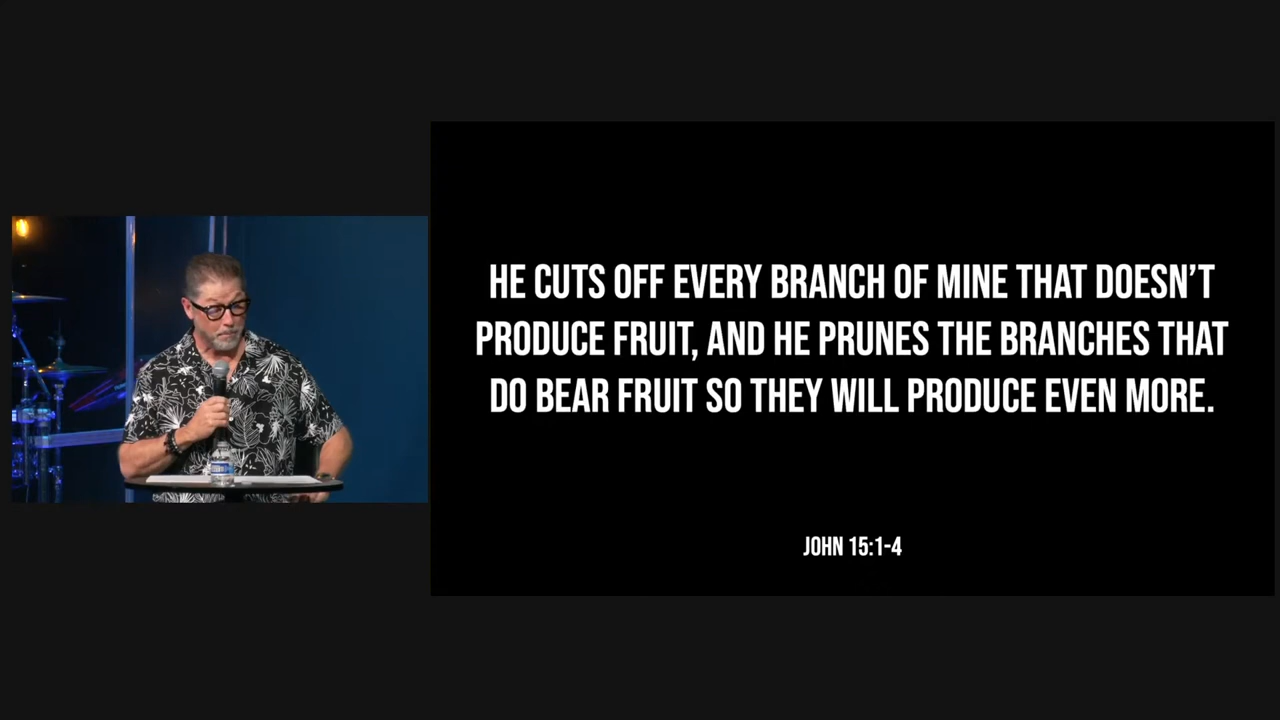 HE CUTS OFF EVERY BRANCH OF MINE THAT DOESN’T
PRODUCE FRUIT, AND HE PRUNES THE BRANCHES THAT
DO BEAR FRUIT SO THEY WILL PRODUCE EVEN MORE.
JOHN 15:1-4